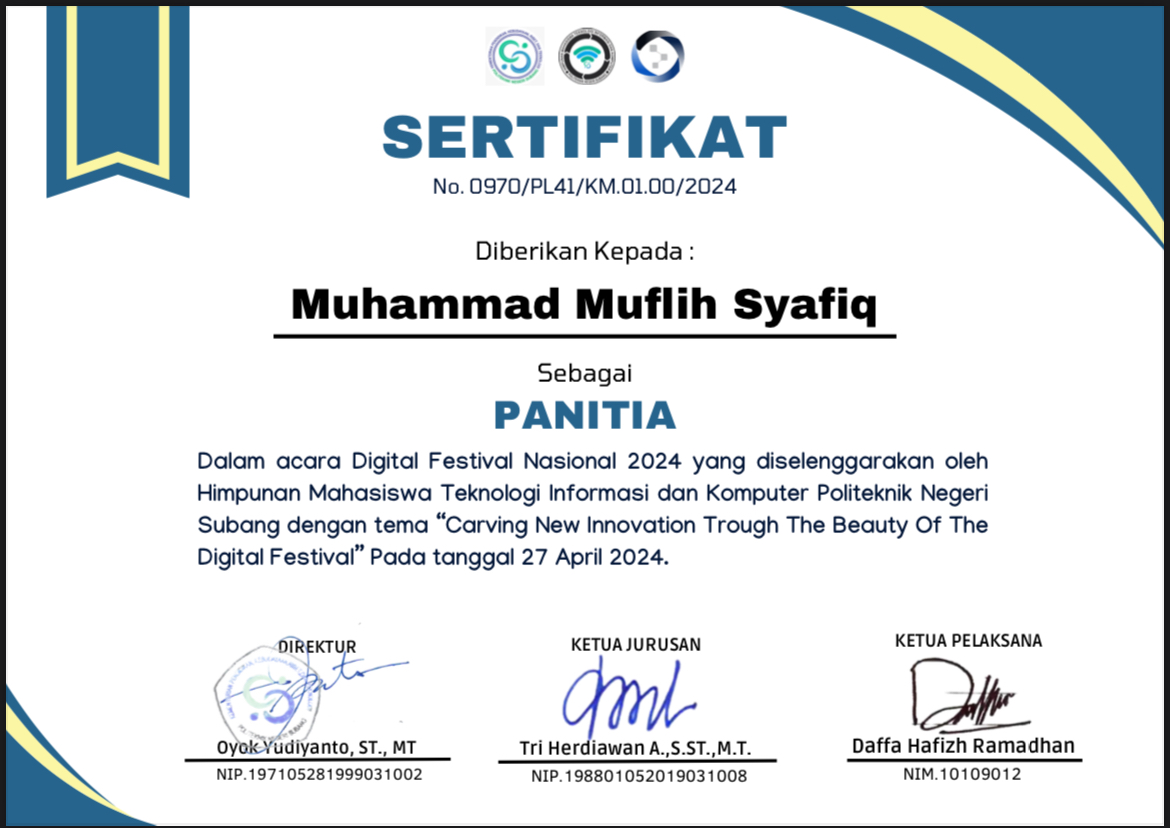 SERTIFIKAT
No. 0970/PL41/KM.01.00/2024
Diberikan Kepada :
Muhammad Muflih Syafiq
Sebagai
PANITIA
Dalam acara Digital Festival Nasional 2024 yang diselenggarakan oleh
Himpunan Mahasiswa Teknologi Informasi dan Komputer Politeknik Negeri
Subang dengan tema “Carving New Innovation Trough The Beauty Of The
Digital Festival” Pada tanggal 27 April 2024.
DIREKTUR
Oyok Yudiyanto, ST., MT
NIP.197105281999031002
KETUA JURUSAN
Tri Herdiawan A.,S.ST.,M.T.
NIP.198801052019031008
KETUA PELAKSANA
Daffa Hafizh Ramadhan
NIM.10109012